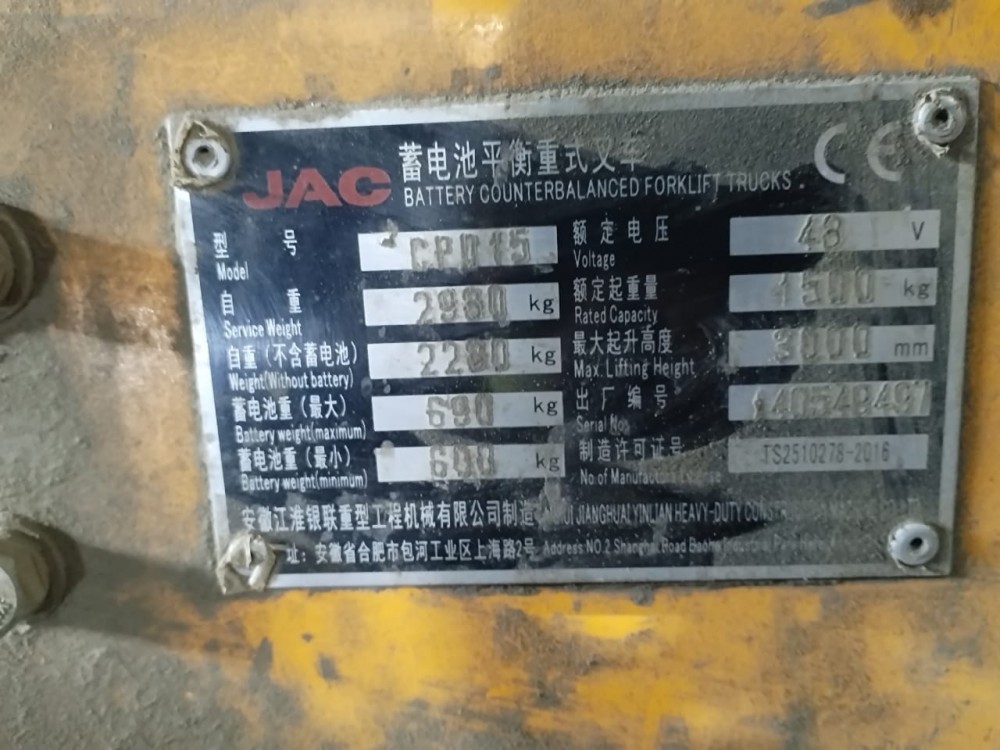 JAC 蓄电池平衡重式叉车
BATTERY COUNTERBALANCED FORKLIFT TRUCKS
CE
型 号
Model
CPD15
额定电压
Voltage
48 V
自 重
Service Weight
2980 kg
额定起重量
Rated Capacity
1500 kg
自重（不含蓄电池）
Weight(Without battery)
2280 kg
最大起升高度
Max. Lifting Height
3000 mm
蓄电池重（最大）
Battery weight(maximum)
690 kg
出厂编号
Serial Nos
蓄电池重（最小）
Battery weight(minimum)
600 kg
制造许可证号
No.of
TS2510278-2016
安徽江淮银联重型工程机械有限公司制造
JIANGHUAI YINLIAN HEAVY-DUTY
址：安徽省合肥市包河工业区上海路2号 Address:NO.2 Shanghai Road